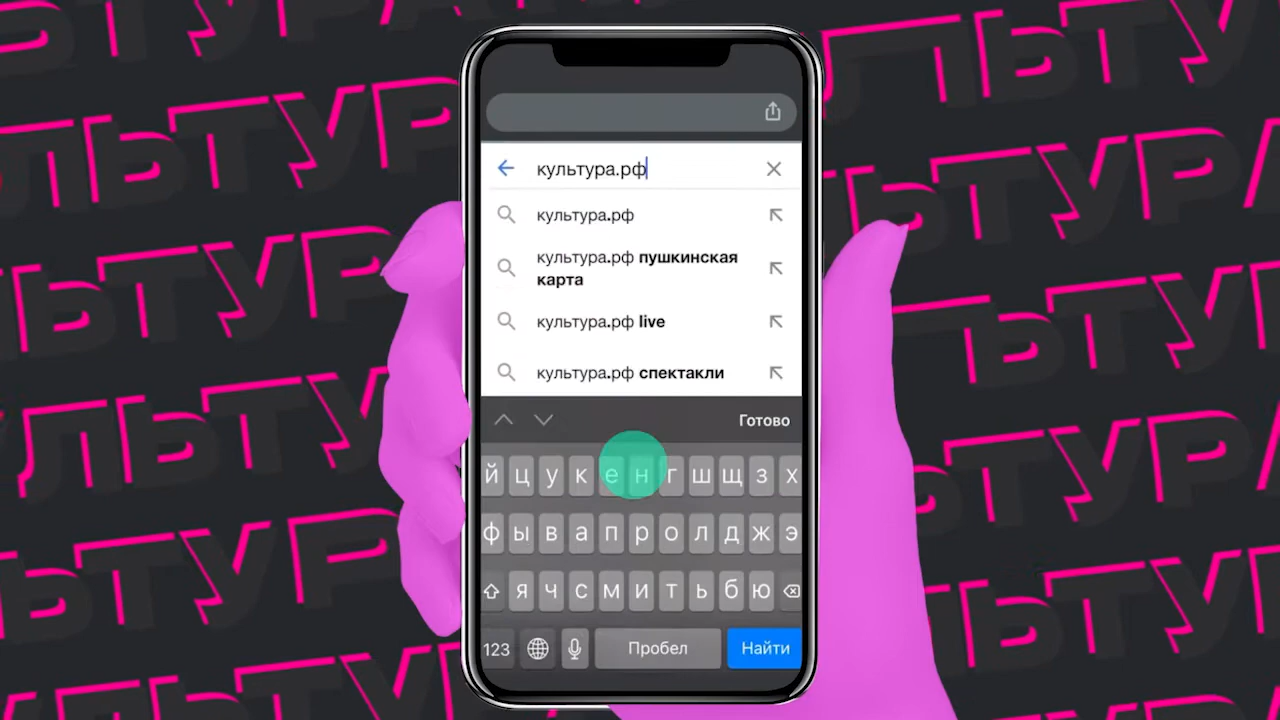 культура.рф
культура.рф
культура.рф пушкинская
карта
культура.рф live
культура.рф спектакли
Готово
й ц у к е н г ш щ з х
ф ы в а п р о л д ж э
я ч с м и т ь б ю
123 Пробел Найти